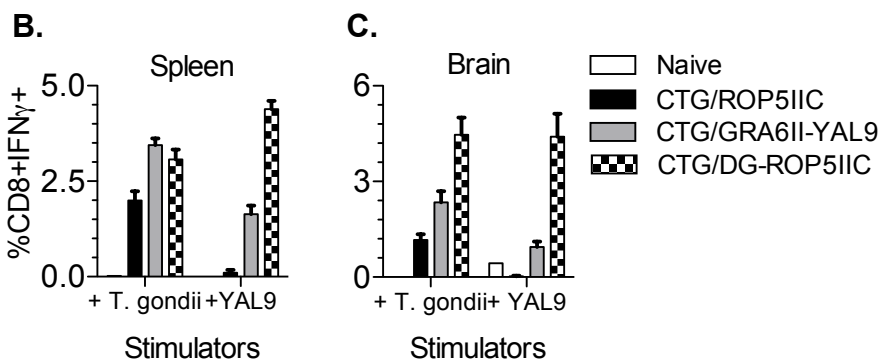 B.
Spleen
%CD8+IFNγ+
5.0
2.5
0.0
+ T. gondii +YAL9
Stimulators
C.
Brain
6
3
0
+ T. gondii + YAL9
Stimulators
Naive
CTG/ROP5IIC
CTG/GRA6II-YAL9
CTG/DG-ROP5IIC